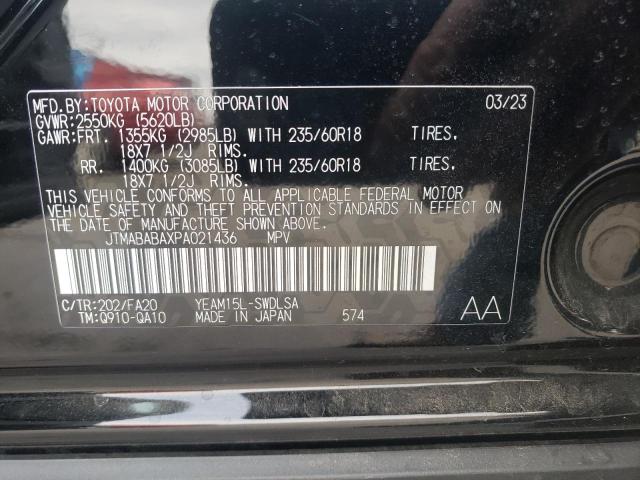 MFD.BY:TOYOTA MOTOR CORPORATION 03/23
GVWR:2550KG (5620LB)
GAWR:FRT. 1355KG (2985LB) WITH 235/60R18 TIRES.
18X7 1/2J RIMS.
RR. 1400KG (3085LB) WITH 235/60R18 TIRES.
18X7 1/2J RIMS.
THIS VEHICLE CONFORMS TO ALL APPLICABLE FEDERAL MOTOR
VEHICLE SAFETY AND THEFT PREVENTION STANDARDS IN EFFECT ON
THE DATE OF MANUFACTURE SHOWN ABOVE.
JTMABABAXPA021436 MPV
C/TR:202/FA20 YEAM15L-SWDLSA
TM:Q910-QA10 MADE IN JAPAN 574 AA